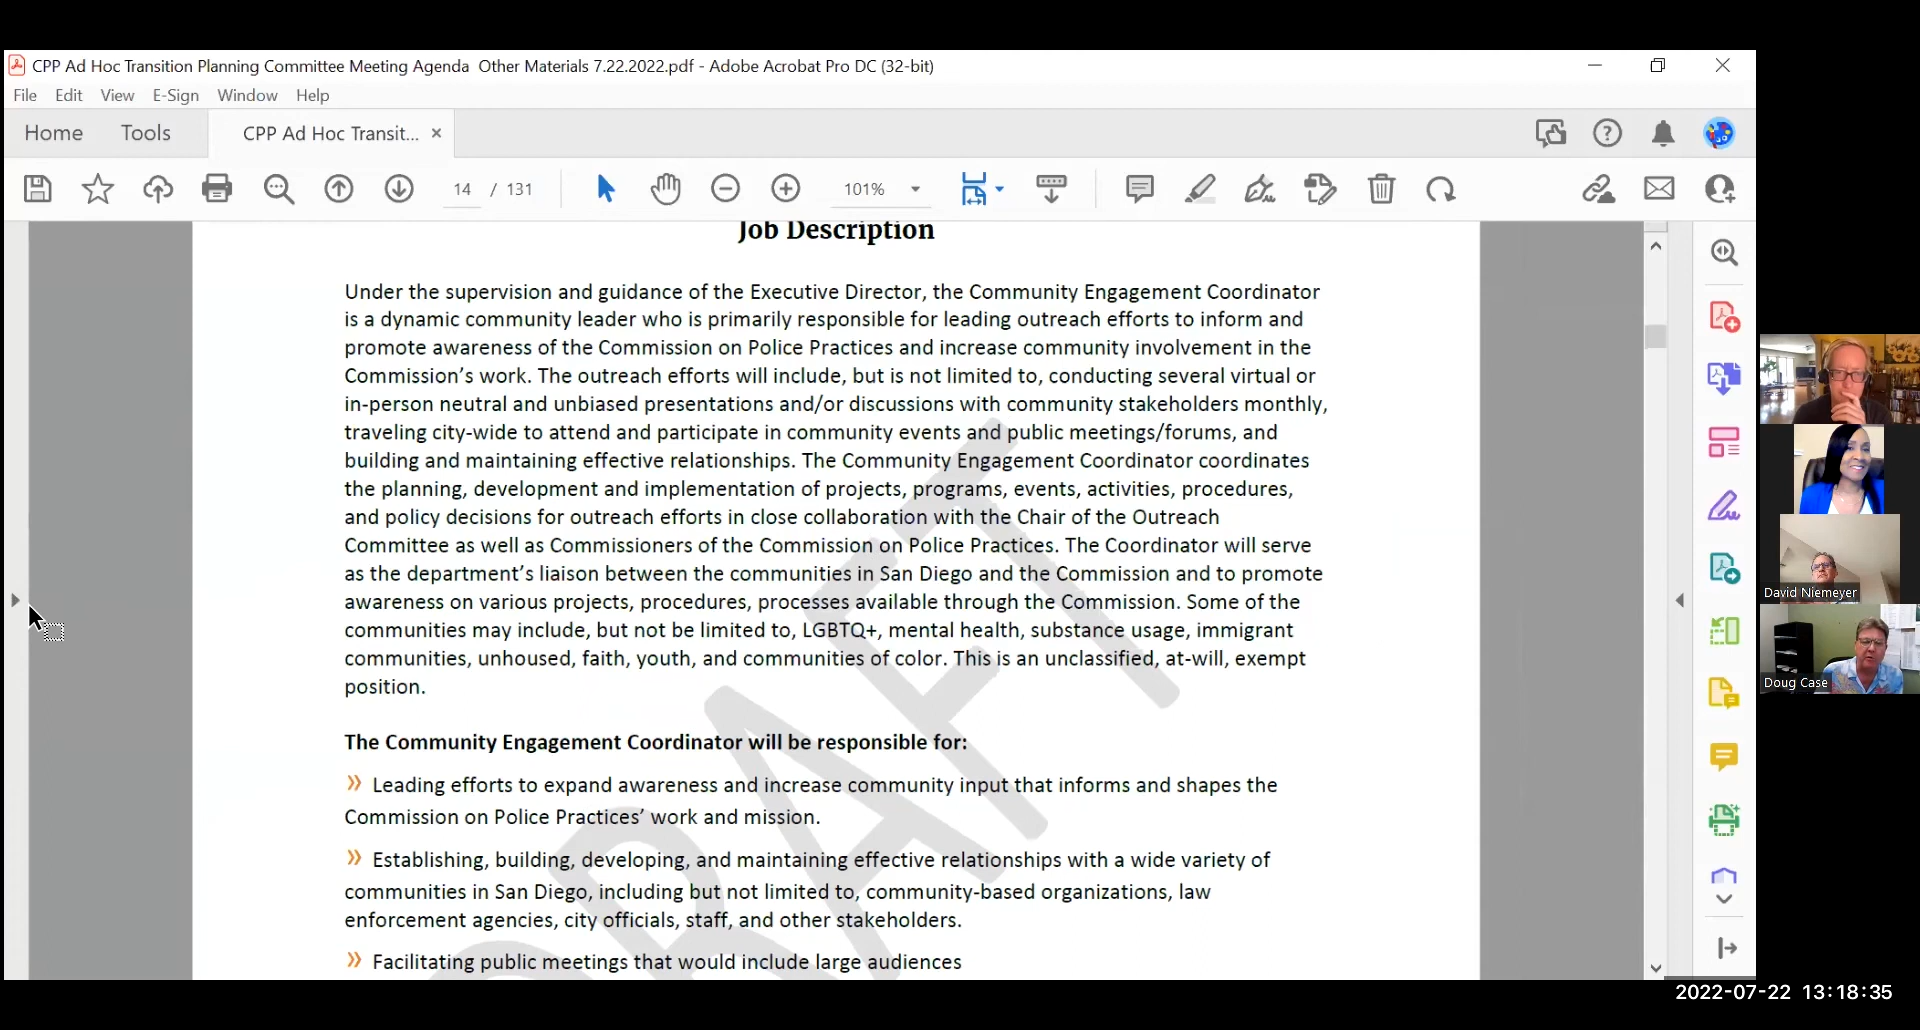 CPP Ad Hoc Transition Planning Committee Meeting Agenda  Other Materials 7.22.2022.pdf - Adobe Acrobat Pro DC (32-bit)
File Edit View E-Sign Window Help
Home Tools CPP Ad Hoc Transit... ×
14 / 131 101%
Job Description
Under the supervision and guidance of the Executive Director, the Community Engagement Coordinator
is a dynamic community leader who is primarily responsible for leading outreach efforts to inform and
promote awareness of the Commission on Police Practices and increase community involvement in the
Commission’s work. The outreach efforts will include, but is not limited to, conducting several virtual or
in-person neutral and unbiased presentations and/or discussions with community stakeholders monthly,
traveling city-wide to attend and participate in community events and public meetings/forums, and
building and maintaining effective relationships. The Community Engagement Coordinator coordinates
the planning, development and implementation of projects, programs, events, activities, procedures,
and policy decisions for outreach efforts in close collaboration with the Chair of the Outreach
Committee as well as Commissioners of the Commission on Police Practices. The Coordinator will serve
as the department’s liaison between the communities in San Diego and the Commission and to promote
awareness on various projects, procedures, processes available through the Commission. Some of the
communities may include, but not be limited to, LGBTQ+, mental health, substance usage, immigrant
communities, unhoused, faith, youth, and communities of color. This is an unclassified, at-will, exempt
position.
The Community Engagement Coordinator will be responsible for:
» Leading efforts to expand awareness and increase community input that informs and shapes the
Commission on Police Practices’ work and mission.
» Establishing, building, developing, and maintaining effective relationships with a wide variety of
communities in San Diego, including but not limited to, community-based organizations, law
enforcement agencies, city officials, staff, and other stakeholders.
» Facilitating public meetings that would include large audiences
DRAFT
David Niemeyer
Doug Case
2022-07-22 13:18:35